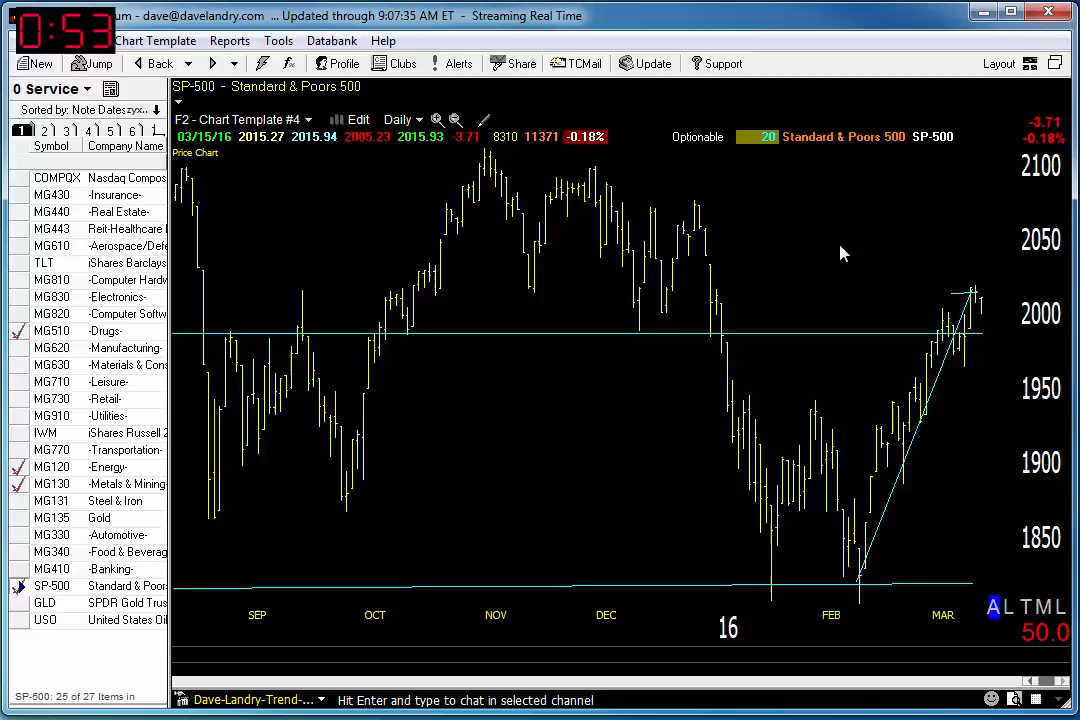 um - dave@davelandry.com ... Updated through 9:07:35 AM ET - Streaming Real Time
0:53
Chart Template Reports Tools Databank Help
New Jump Back Profile Clubs Alerts Share TCMail Update Support Layout
0 Service
SP-500 - Standard & Poors 500
Sorted by: Note Dateszyx..
F2 - Chart Template #4 Edit Daily
1 2 3 4 5 6
03/15/16 2015.27 2015.94 2005.23 2015.93 -3.71 8310 11371 -0.18% Optionable 20 Standard & Poors 500 SP-500
-3.71
-0.18%
Symbol Company Name
Price Chart
COMPQX Nasdaq Compos
MG430 -Insurance-
MG440 -Real Estate-
MG443 Reit-Healthcare
MG610 -Aerospace/Defe
TLT iShares Barclays
MG810 -Computer Hardw
MG830 -Electronics-
MG820 -Computer Softw
MG510 -Drugs-
MG620 -Manufacturing-
MG630 -Materials & Cons
MG710 -Leisure-
MG730 -Retail-
MG910 -Utilities-
IWM iShares Russell 2
MG770 -Transportation-
MG120 -Energy-
MG130 -Metals & Mining-
MG131 Steel & Iron
MG135 Gold
MG330 -Automotive-
MG340 -Food & Beverag
MG410 -Banking-
SP-500 Standard & Poors
GLD SPDR Gold Trus
USO United States Oil
2100
2050
2000
1950
1900
1850
SEP OCT NOV DEC 16 FEB MAR
A L T M L
50.0
SP-500: 25 of 27 Items in
Dave-Landry-Trend-... Hit Enter and type to chat in selected channel